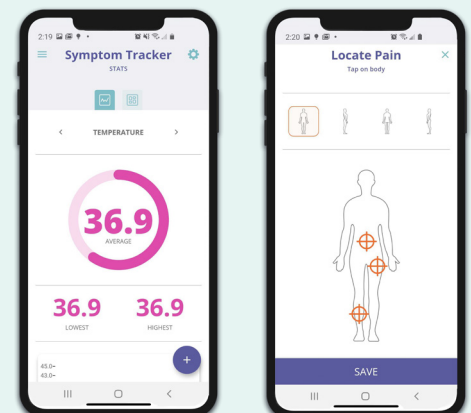 2:19
Symptom Tracker
STATS
TEMPERATURE
36.9
AVERAGE
36.9 36.9
LOWEST HIGHEST
45.0-
43.0-
+
2:20
Locate Pain
Tap on body
SAVE